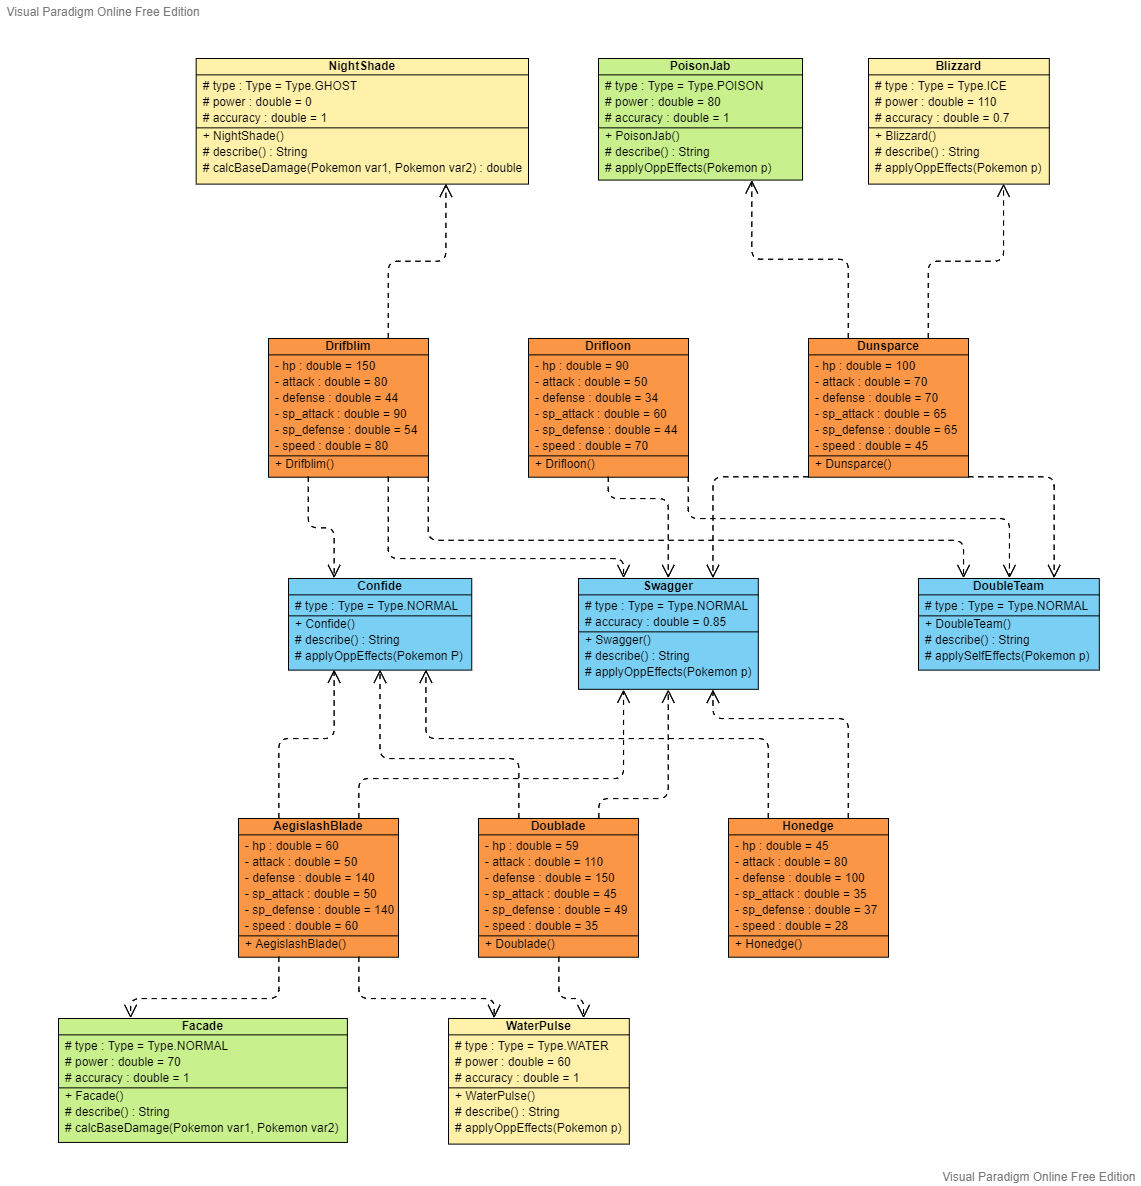 Visual Paradigm Online Free Edition
NightShade
# type : Type = Type.GHOST
# power : double = 0
# accuracy : double = 1
+ NightShade()
# describe() : String
# calcBaseDamage(Pokemon var1, Pokemon var2) : double
PoisonJab
# type : Type = Type.POISON
# power : double = 80
# accuracy : double = 1
+ PoisonJab()
# describe() : String
# applyOppEffects(Pokemon p)
Blizzard
# type : Type = Type.ICE
# power : double = 110
# accuracy : double = 0.7
+ Blizzard()
# describe() : String
# applyOppEffects(Pokemon p)
Drifblim
- hp : double = 150
- attack : double = 80
- defense : double = 44
- sp_attack : double = 90
- sp_defense : double = 54
- speed : double = 80
+ Drifblim()
Drifloon
- hp : double = 90
- attack : double = 50
- defense : double = 34
- sp_attack : double = 60
- sp_defense : double = 44
- speed : double = 70
+ Drifloon()
Dunsparce
- hp : double = 100
- attack : double = 70
- defense : double = 70
- sp_attack : double = 65
- sp_defense : double = 65
- speed : double = 45
+ Dunsparce()
Confide
# type : Type = Type.NORMAL
+ Confide()
# describe() : String
# applyOppEffects(Pokemon P)
Swagger
# type : Type = Type.NORMAL
# accuracy : double = 0.85
+ Swagger()
# describe() : String
# applyOppEffects(Pokemon p)
DoubleTeam
# type : Type = Type.NORMAL
+ DoubleTeam()
# describe() : String
# applySelfEffects(Pokemon p)
AegislashBlade
- hp : double = 60
- attack : double = 50
- defense : double = 140
- sp_attack : double = 50
- sp_defense : double = 140
- speed : double = 60
+ AegislashBlade()
Doublade
- hp : double = 59
- attack : double = 110
- defense : double = 150
- sp_attack : double = 45
- sp_defense : double = 49
- speed : double = 35
+ Doublade()
Honedge
- hp : double = 45
- attack : double = 80
- defense : double = 100
- sp_attack : double = 35
- sp_defense : double = 37
- speed : double = 28
+ Honedge()
Facade
# type : Type = Type.NORMAL
# power : double = 70
# accuracy : double = 1
+ Facade()
# describe() : String
# calcBaseDamage(Pokemon var1, Pokemon var2)
WaterPulse
# type : Type = Type.WATER
# power : double = 60
# accuracy : double = 1
+ WaterPulse()
# describe() : String
# applyOppEffects(Pokemon p)
Visual Paradigm Online Free Edition